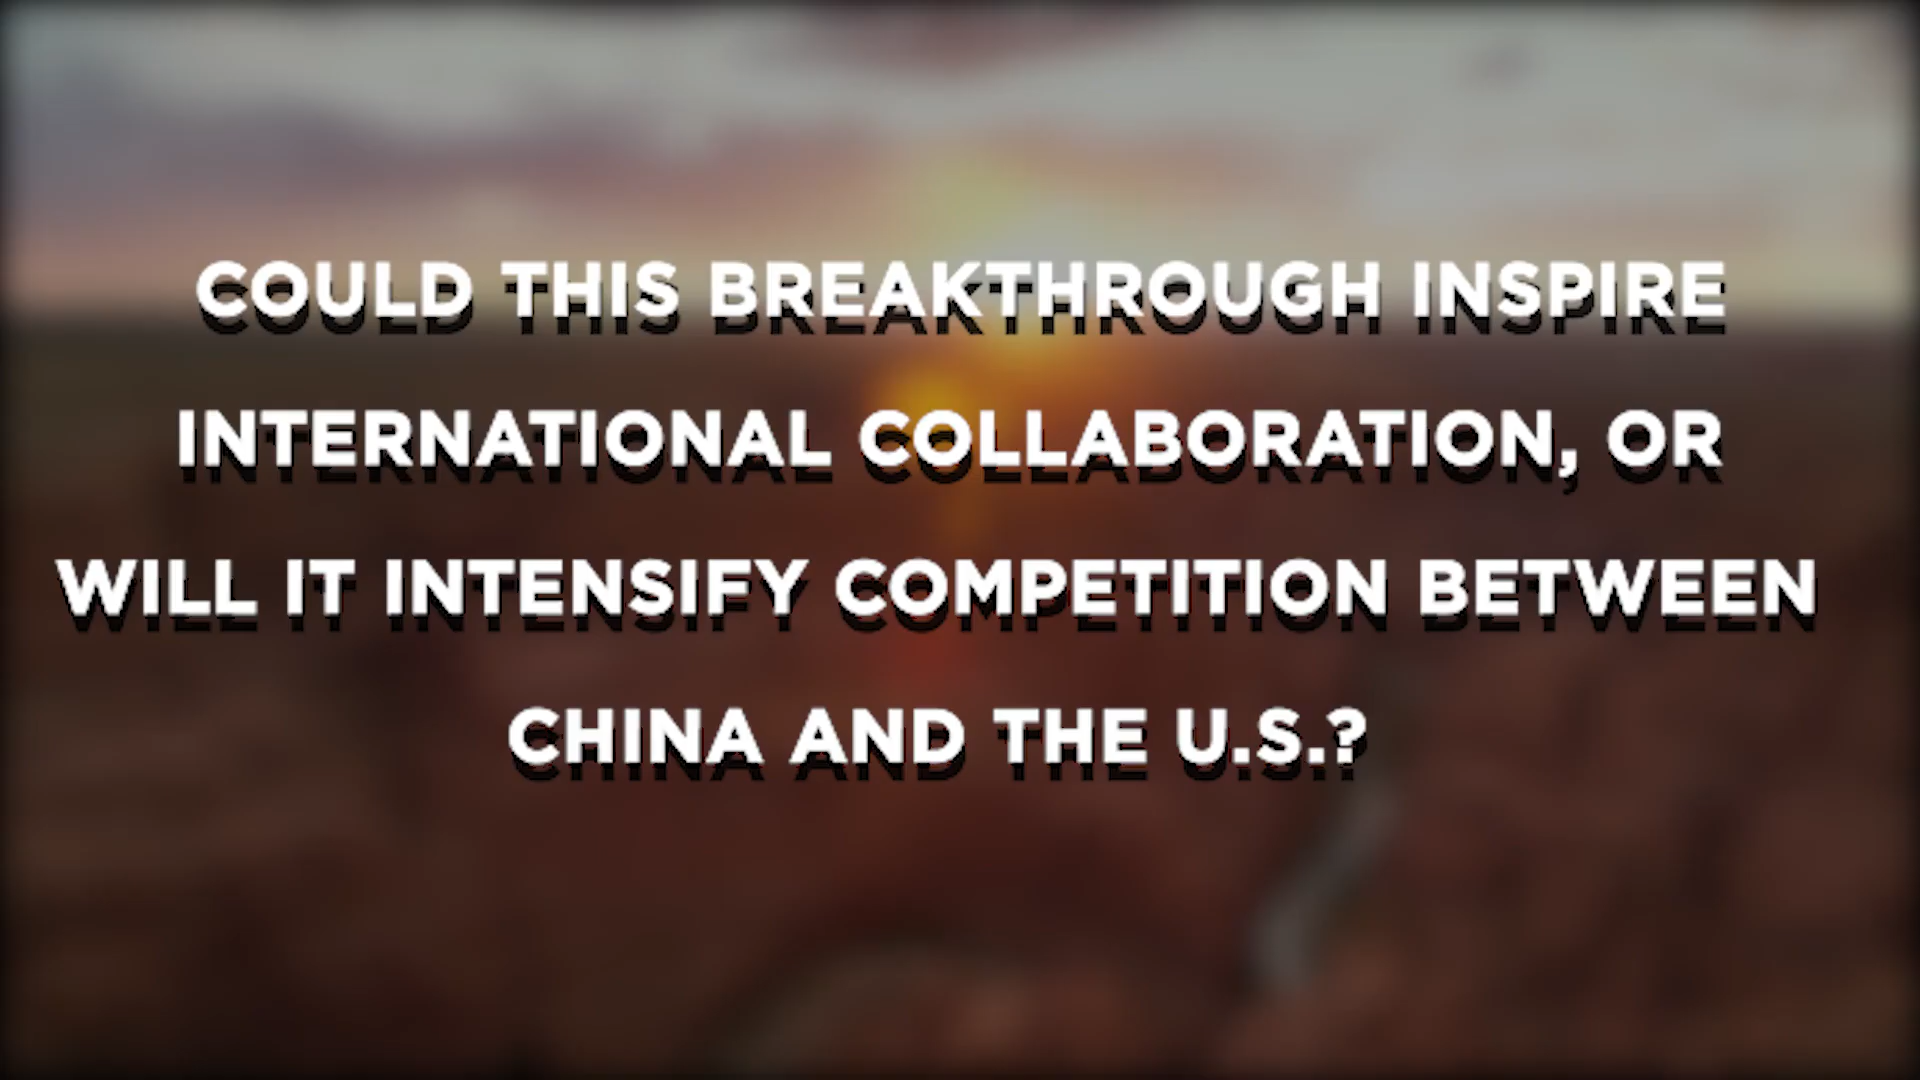 COULD THIS BREAKTHROUGH INSPIRE
INTERNATIONAL COLLABORATION, OR
WILL IT INTENSIFY COMPETITION BETWEEN
CHINA AND THE U.S.?